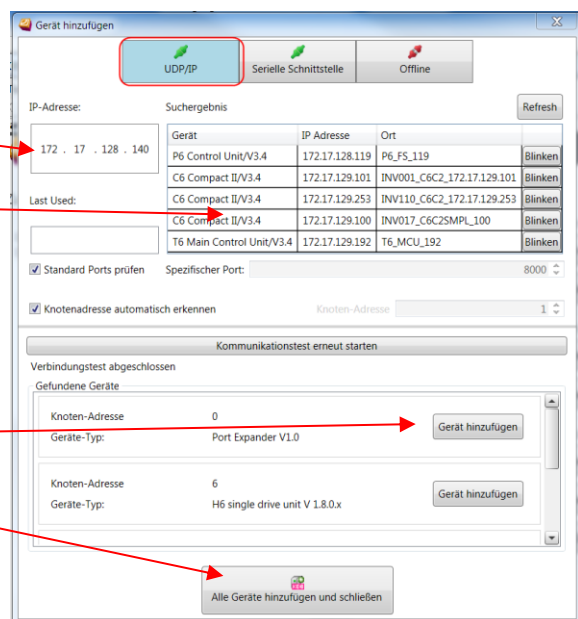 Gerät hinzufügen
UDP/IP Serielle Schnittstelle Offline
IP-Adresse: Suchergebnis Refresh
172 . 17 . 128 . 140
Gerät IP Adresse Ort
P6 Control Unit/V3.4 172.17.128.119 P6_FS_119 Blinken
C6 Compact II/V3.4 172.17.129.101 INV001_C6C2_172.17.129.101 Blinken
Last Used:
C6 Compact II/V3.4 172.17.129.253 INV110_C6C2_172.17.129.253 Blinken
C6 Compact II/V3.4 172.17.129.100 INV017_C6C2SMPL_100 Blinken
T6 Main Control Unit/V3.4 172.17.129.192 T6_MCU_192 Blinken
Standard Ports prüfen Spezifischer Port: 8000
Knotenadresse automatisch erkennen Knoten-Adresse 1
Kommunikationstest erneut starten
Verbindungstest abgeschlossen
Gefundene Geräte
Knoten-Adresse 0
Geräte-Typ: Port Expander V1.0
Gerät hinzufügen
Knoten-Adresse 6
Geräte-Typ: H6 single drive unit V 1.8.0.x
Gerät hinzufügen
Alle Geräte hinzufügen und schließen